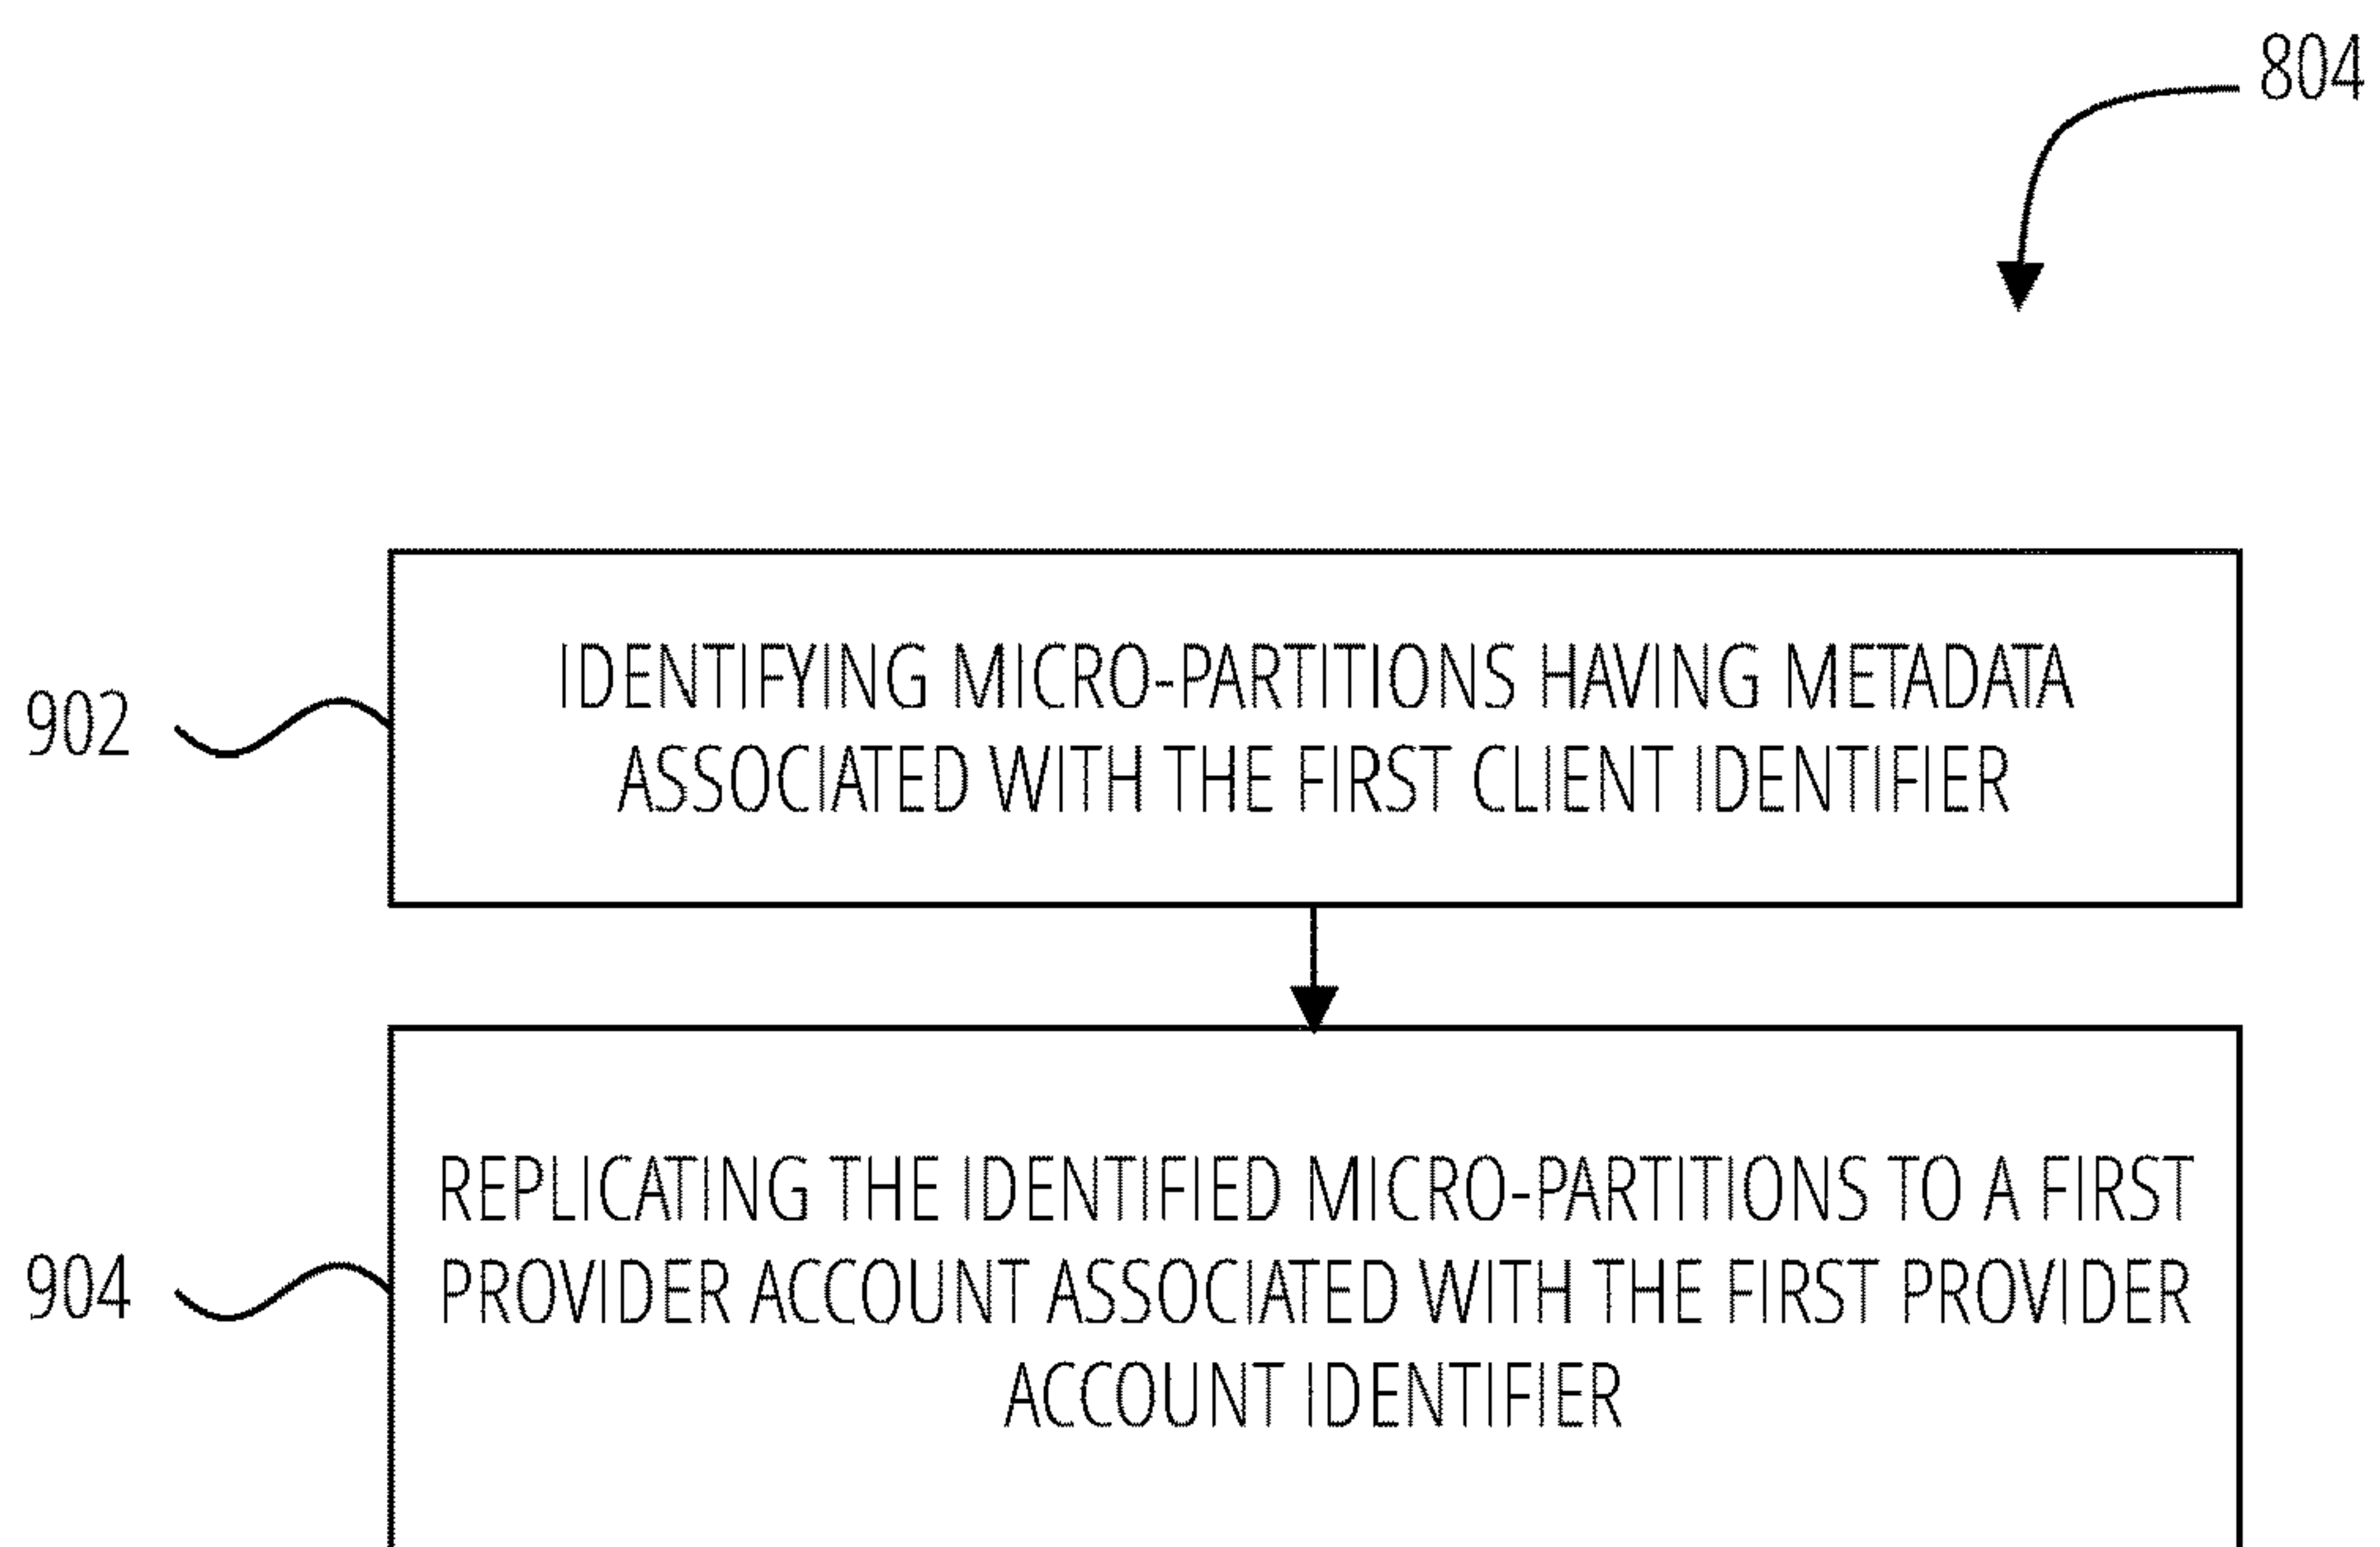 804
902
IDENTIFYING MICRO-PARTITIONS HAVING METADATA
ASSOCIATED WITH THE FIRST CLIENT IDENTIFIER
904
REPLICATING THE IDENTIFIED MICRO-PARTITIONS TO A FIRST
PROVIDER ACCOUNT ASSOCIATED WITH THE FIRST PROVIDER
ACCOUNT IDENTIFIER